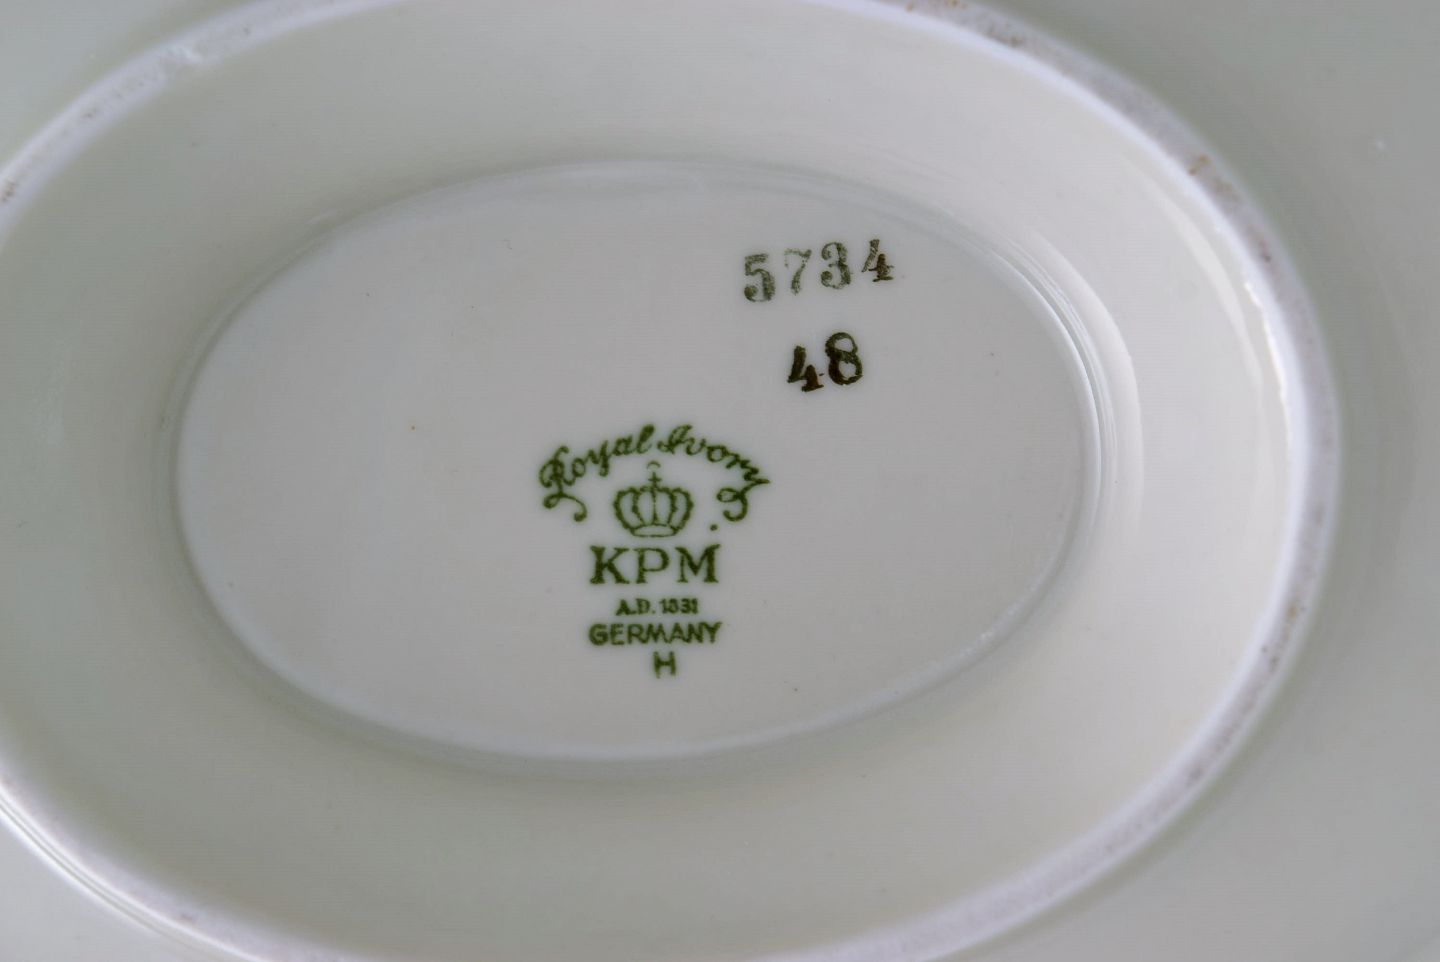 5734
48
Royal Ivory
KPM
A.D. 1831
GERMANY
H